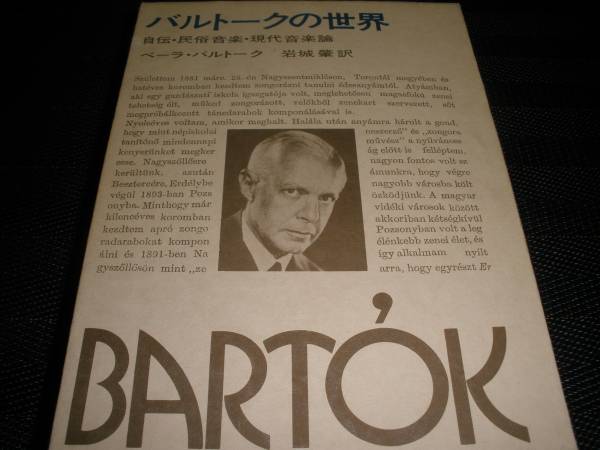 バルトークの世界
自伝・民俗音楽・現代音楽論
ベーラ・バルトーク 岩城肇訳
Születtem 1881 márc. 25.-én Nagyszentmiklóson, Torontál megyében és
hatéves koromban kezdtem zongorázni tanulni édesanyámtól. Atyámban,
aki egy gazdászati iskola igazgatója volt, meglehetősen magasfokú zenei
tehetség élt, műked zongorázott, vcellókból zenekart szervezett, sőt
megpróbálkozott táncdarabok komponálásával is.
Nyolcéves voltam, amikor meghalt. Halála után anyámra hárult a gond,
hogy mint népiskolai
tanítónő mindennapi
kenyerünket megker
esse. Nagyszőllősre
kerültünk, azután
Besztercére, Erdélybe
végül 1893-ban Pozs
onyba. Minthogy már
kilencéves koromban
kezdtem apró zongo
radarabokat kompon
álni és 1891-ben Na
gyszőllősön mint „ze
neszerző" és „zongora
művész" a nyilvános
ág előtt is felléptem,
nagyon fontos volt sz
ámunkra, hogy végre
nagyobb városba költ
özködjünk. A magyar
vidéki városok között
akkoriban kétségkívül
Pozsonyban volt a leg
élénkebb zenei élet, és
így alkalmam nyílt
arra, hogy egyrészt Er
BARTÓK